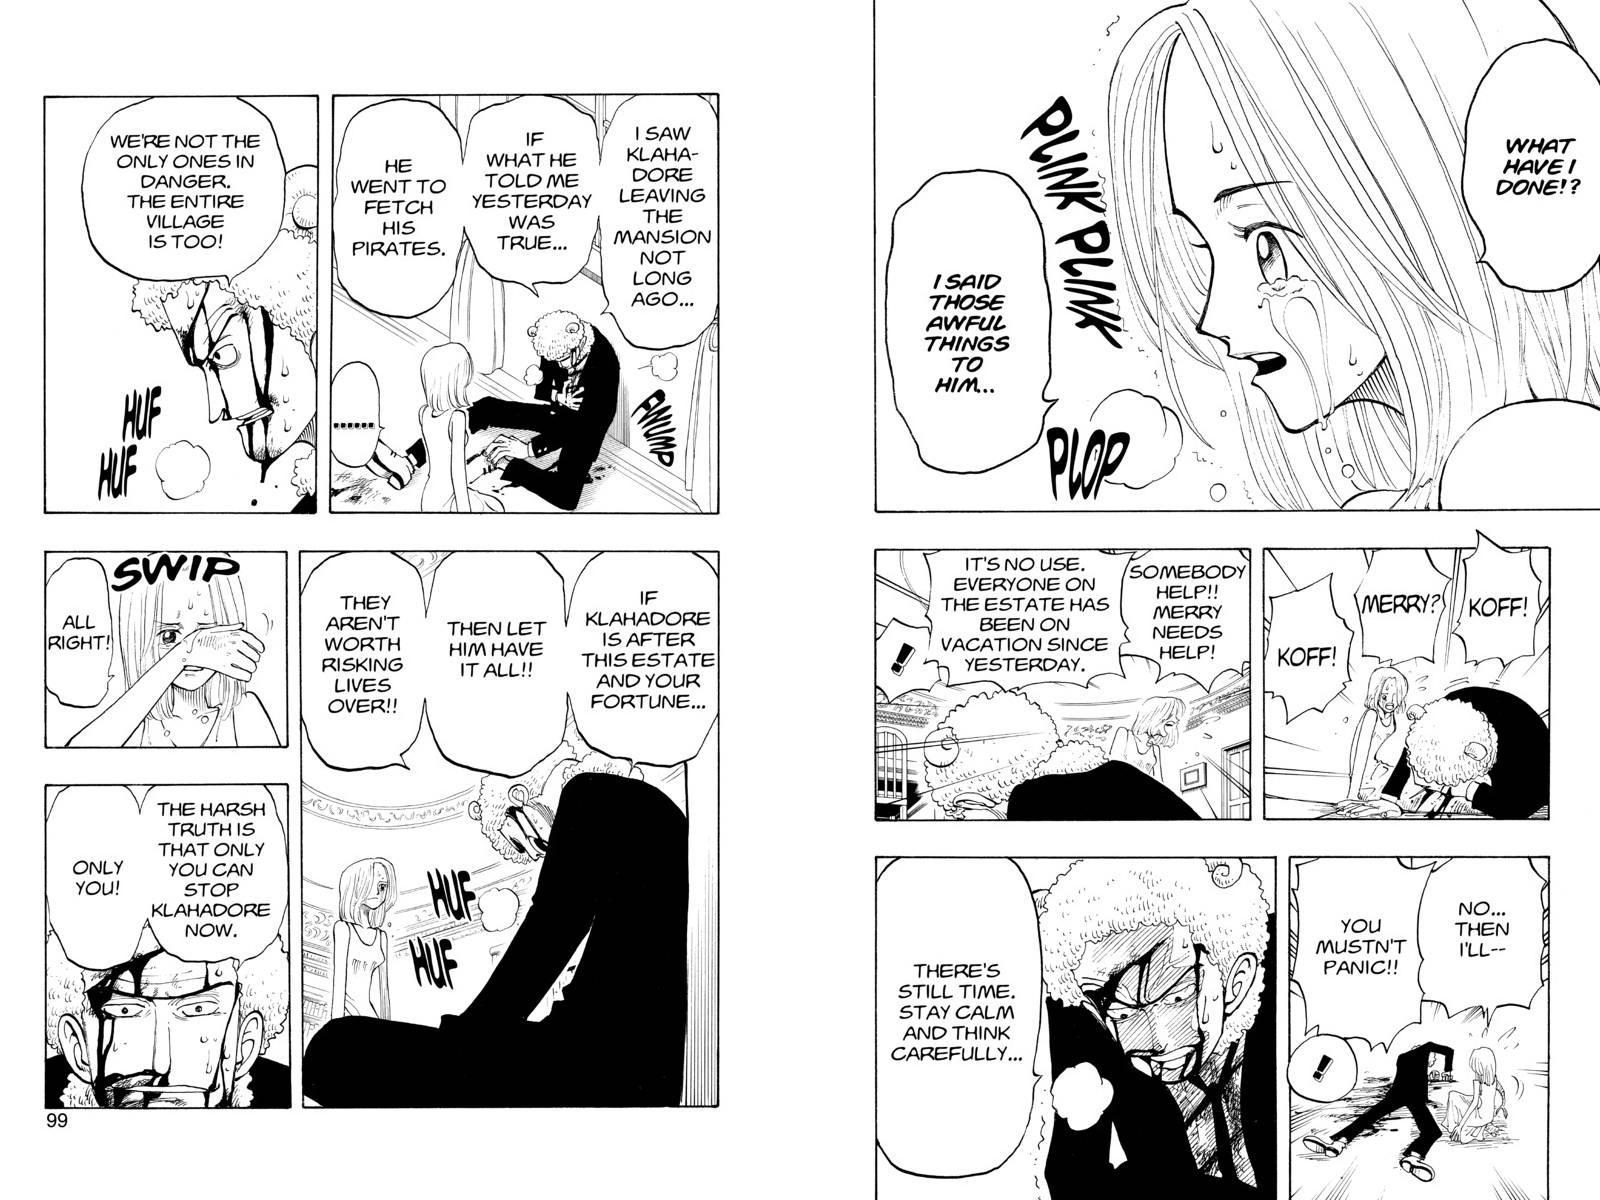 WHAT
HAVE I
DONE!?
PLINK PLINK
I SAID
THOSE
AWFUL
THINGS
TO
HIM...
PLOP
KOFF!
MERRY?
KOFF!
SOMEBODY
HELP!!
MERRY
NEEDS
HELP!
IT'S NO USE.
EVERYONE ON
THE ESTATE HAS
BEEN ON
VACATION SINCE
YESTERDAY.
!
NO...
THEN
I'LL--
YOU
MUSTN'T
PANIC!!
!
THERE'S
STILL TIME.
STAY CALM
AND THINK
CAREFULLY...
I SAW
KLAHA-
DORE
LEAVING
THE
MANSION
NOT
LONG
AGO...
IF
WHAT HE
TOLD ME
YESTERDAY
WAS
TRUE...
HE
WENT TO
FETCH
HIS
PIRATES.
......
FWUMP
WE'RE NOT THE
ONLY ONES IN
DANGER.
THE ENTIRE
VILLAGE
IS TOO!
HUF
HUF
IF
KLAHADORE
IS AFTER
THIS ESTATE
AND YOUR
FORTUNE...
THEN LET
HIM HAVE
IT ALL!!
THEY
AREN'T
WORTH
RISKING
LIVES
OVER!!
HUF
HUF
SWIP
ALL
RIGHT!
THE HARSH
TRUTH IS
THAT ONLY
YOU CAN
STOP
KLAHADORE
NOW.
ONLY
YOU!
99